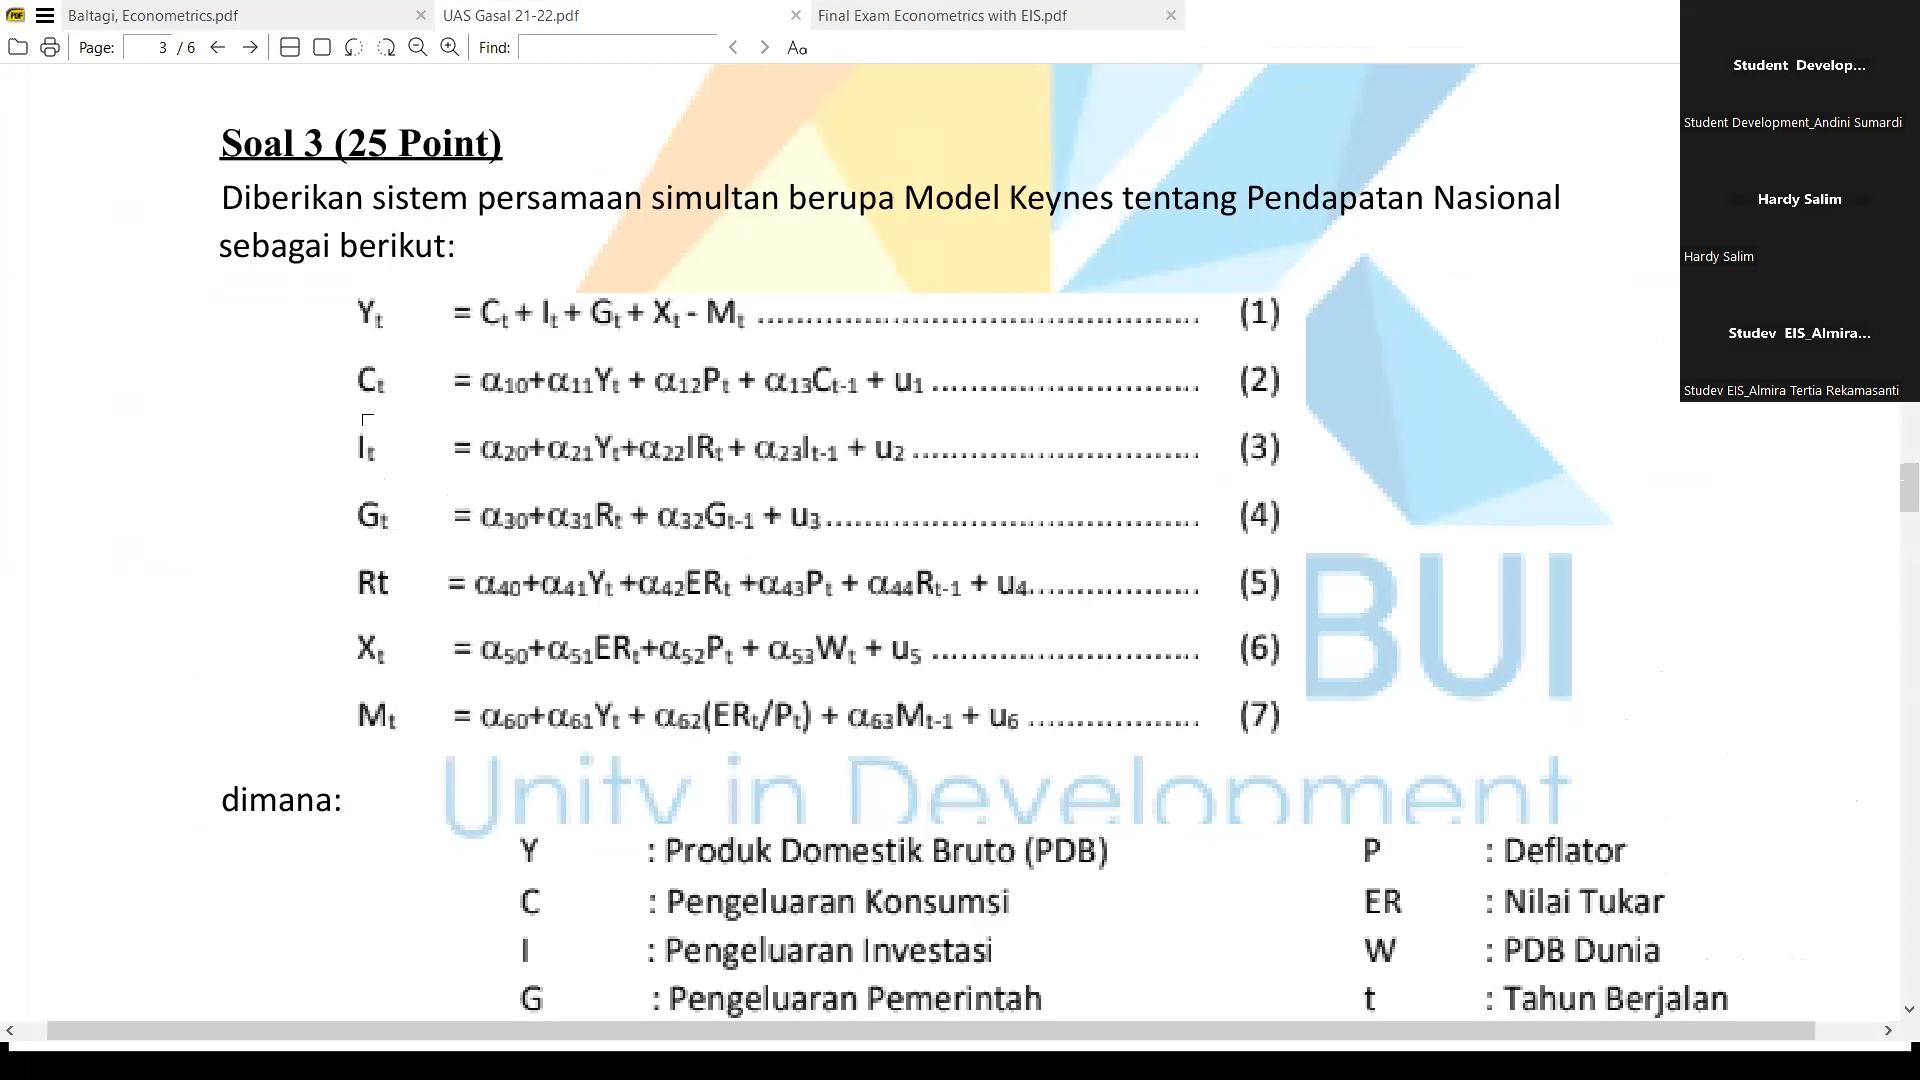 Baltagi, Econometrics.pdf
UAS Gasal 21-22.pdf
Final Exam Econometrics with EIS.pdf
Page: 3 / 6
Find:
Aa
Student Develop...
Student Development_Andini Sumardi
Hardy Salim
Hardy Salim
Studev EIS_Almira...
Studev EIS_Almira Tertia Rekamasanti
Soal 3 (25 Point)
Diberikan sistem persamaan simultan berupa Model Keynes tentang Pendapatan Nasional
sebagai berikut:
Yt = Ct + It + Gt + Xt - Mt ............................................ (1)
Ct = α10+α11Yt + α12Pt + α13Ct-1 + u1 ........................... (2)
It = α20+α21Yt+α22IRt + α23It-1 + u2 ............................. (3)
Gt = α30+α31Rt + α32Gt-1 + u3...................................... (4)
Rt = α40+α41Yt +α42ERt +α43Pt + α44Rt-1 + u4................. (5)
Xt = α50+α51ERt+α52Pt + α53Wt + u5 ........................... (6)
Mt = α60+α61Yt + α62(ERt/Pt) + α63Mt-1 + u6 ................. (7)
BUI
Unity in Development
dimana:
Y : Produk Domestik Bruto (PDB) P : Deflator
C : Pengeluaran Konsumsi ER : Nilai Tukar
I : Pengeluaran Investasi W : PDB Dunia
G : Pengeluaran Pemerintah t : Tahun Berjalan